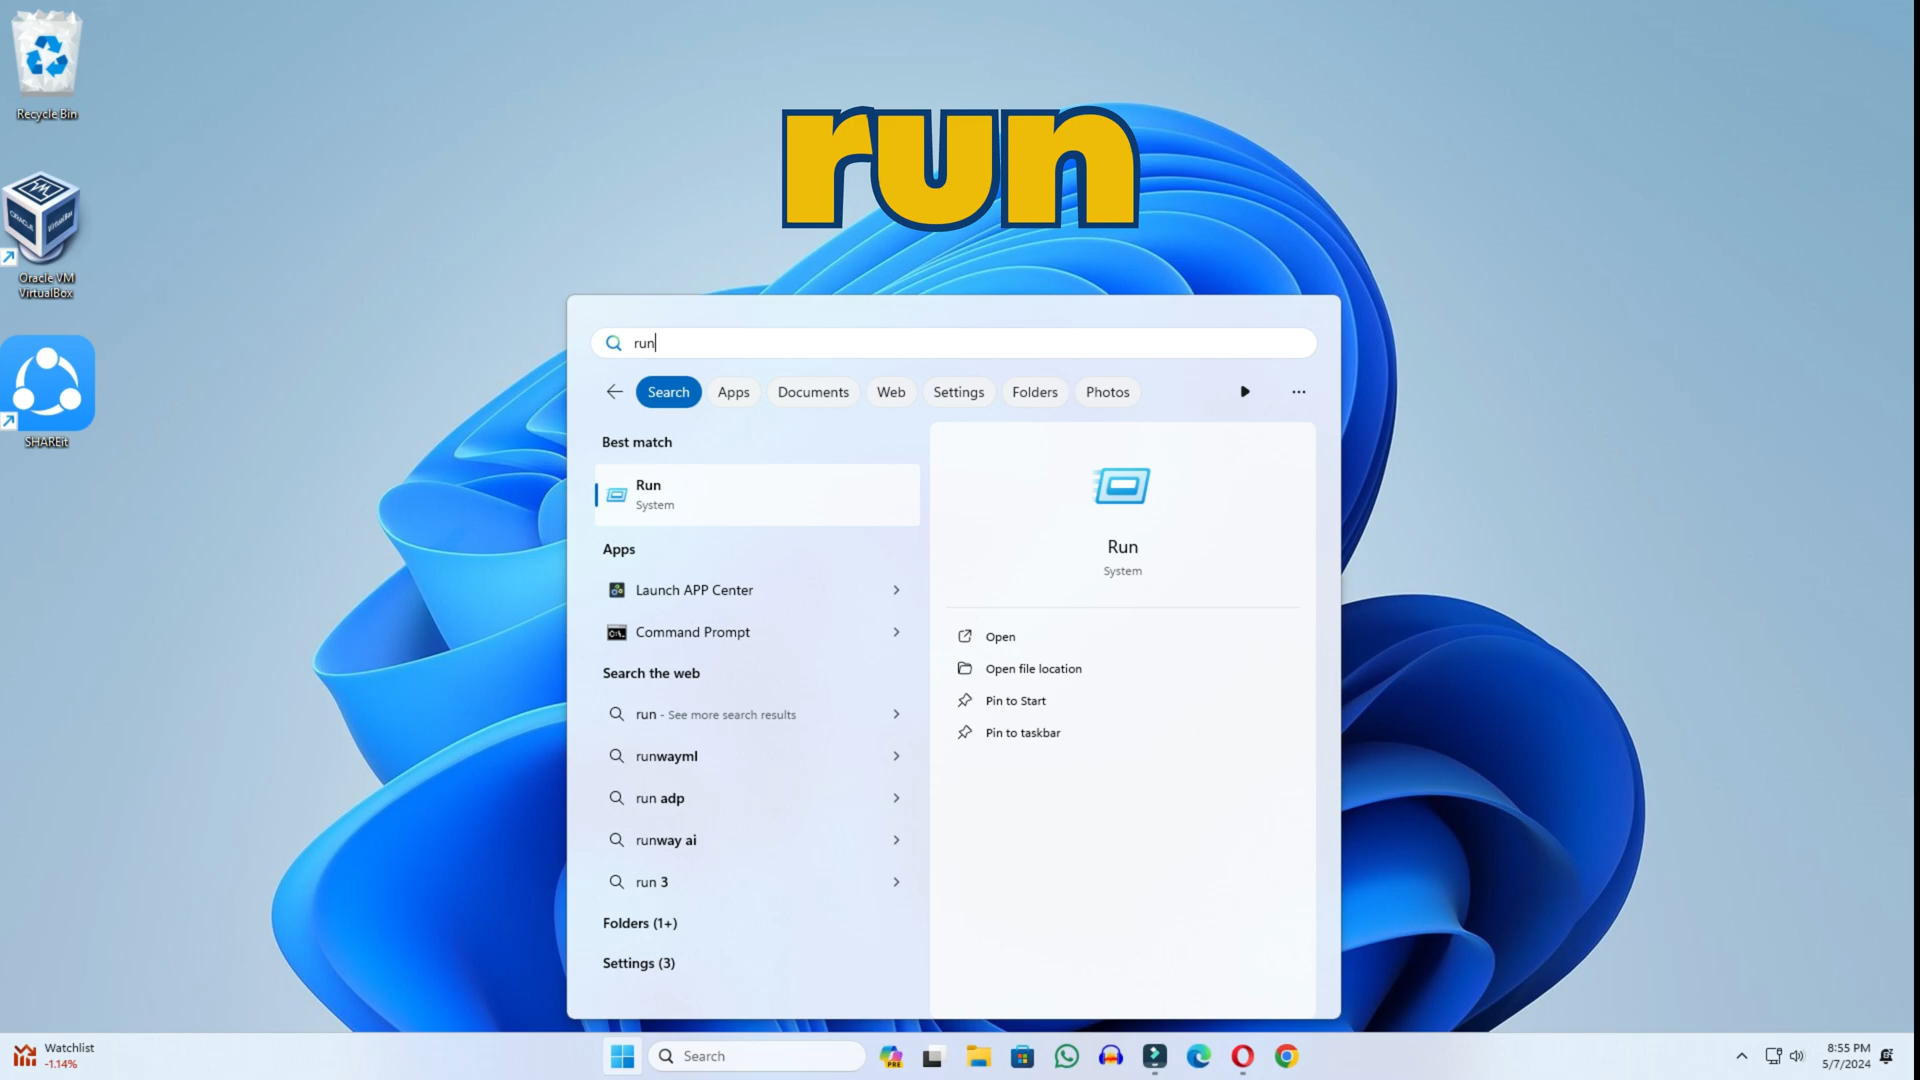 Recycle Bin
Oracle VM
VirtualBox
SHAREit
run
run
Search
Apps
Documents
Web
Settings
Folders
Photos
Best match
Run
System
Apps
Launch APP Center
Command Prompt
Search the web
run - See more search results
runwayml
run adp
runway ai
run 3
Folders (1+)
Settings (3)
Run
System
Open
Open file location
Pin to Start
Pin to taskbar
Watchlist
-1.14%
Search
PRE
8:55 PM
5/7/2024